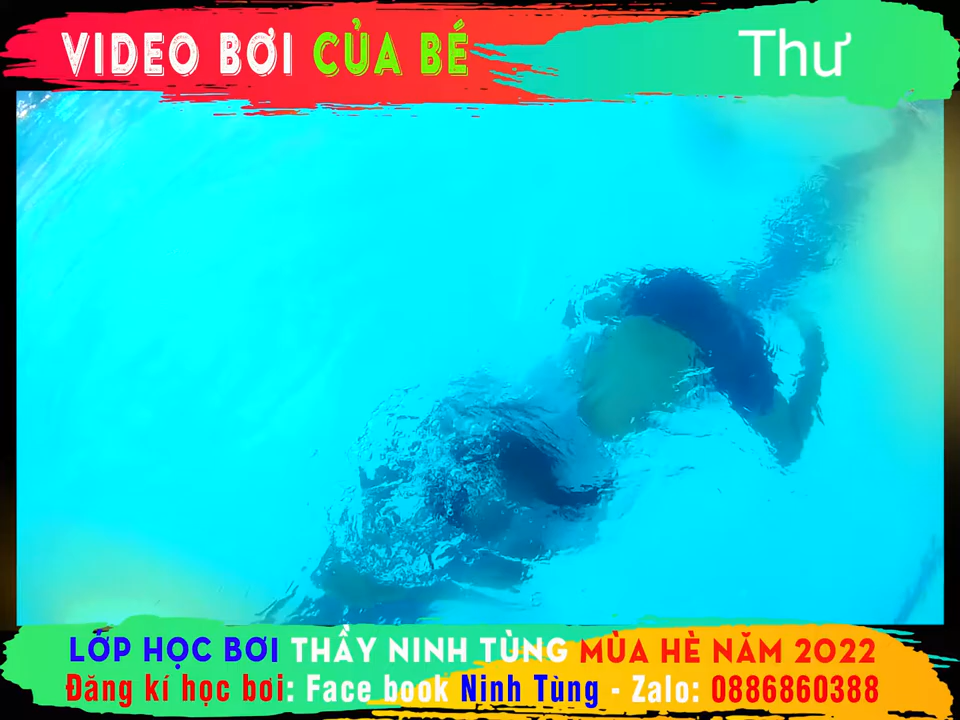 VIDEO BƠI CỦA BÉ
Thư
LỚP HỌC BƠI THẦY NINH TÙNG MÙA HÈ NĂM 2022
Đăng kí học bơi: Face book Ninh Tùng - Zalo: 0886860388